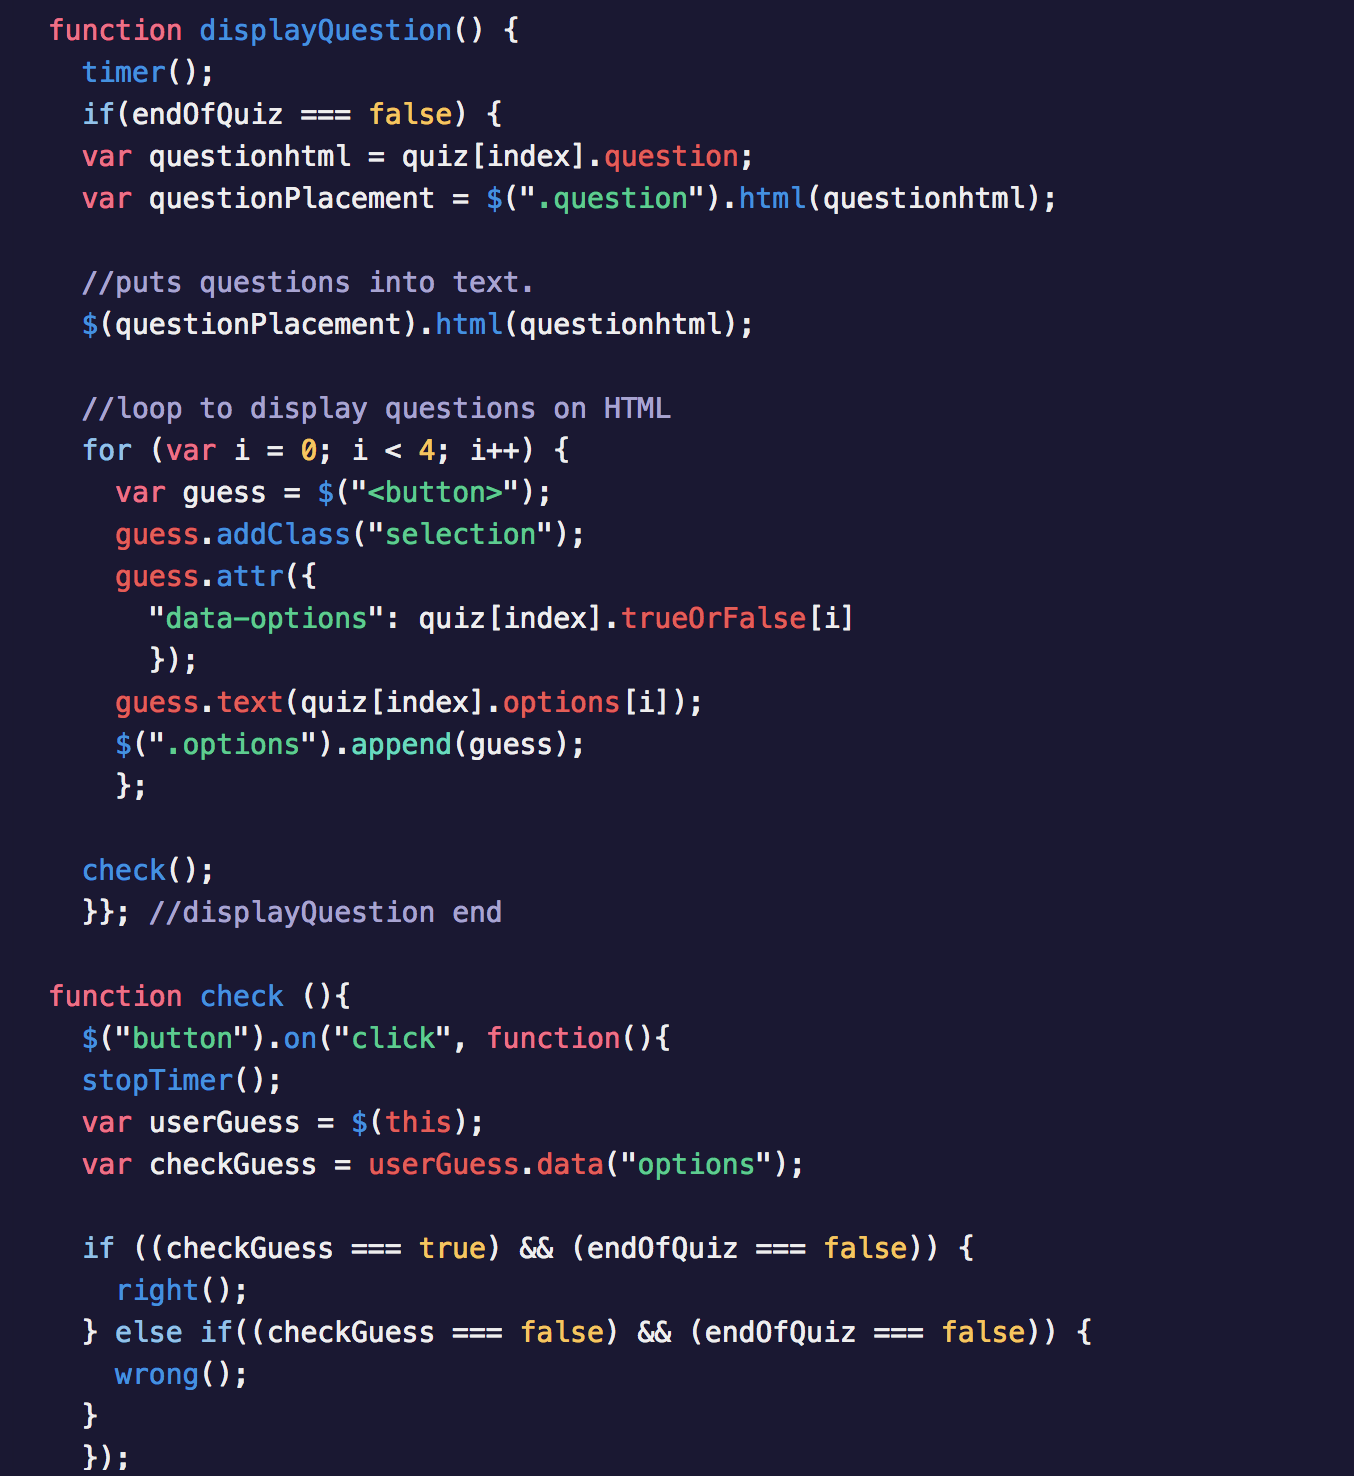 function displayQuestion() {
  timer();
  if(endOfQuiz === false) {
  var questionhtml = quiz[index].question;
  var questionPlacement = $(".question").html(questionhtml);

  //puts questions into text.
  $(questionPlacement).html(questionhtml);

  //loop to display questions on HTML
  for (var i = 0; i < 4; i++) {
    var guess = $("<button>");
    guess.addClass("selection");
    guess.attr({
      "data-options": quiz[index].trueOrFalse[i]
      });
    guess.text(quiz[index].options[i]);
    $(".options").append(guess);
    };

  check();
  }}; //displayQuestion end

function check (){
  $("button").on("click", function(){
  stopTimer();
  var userGuess = $(this);
  var checkGuess = userGuess.data("options");

  if ((checkGuess === true) && (endOfQuiz === false)) {
    right();
  } else if((checkGuess === false) && (endOfQuiz === false)) {
    wrong();
  }
  });